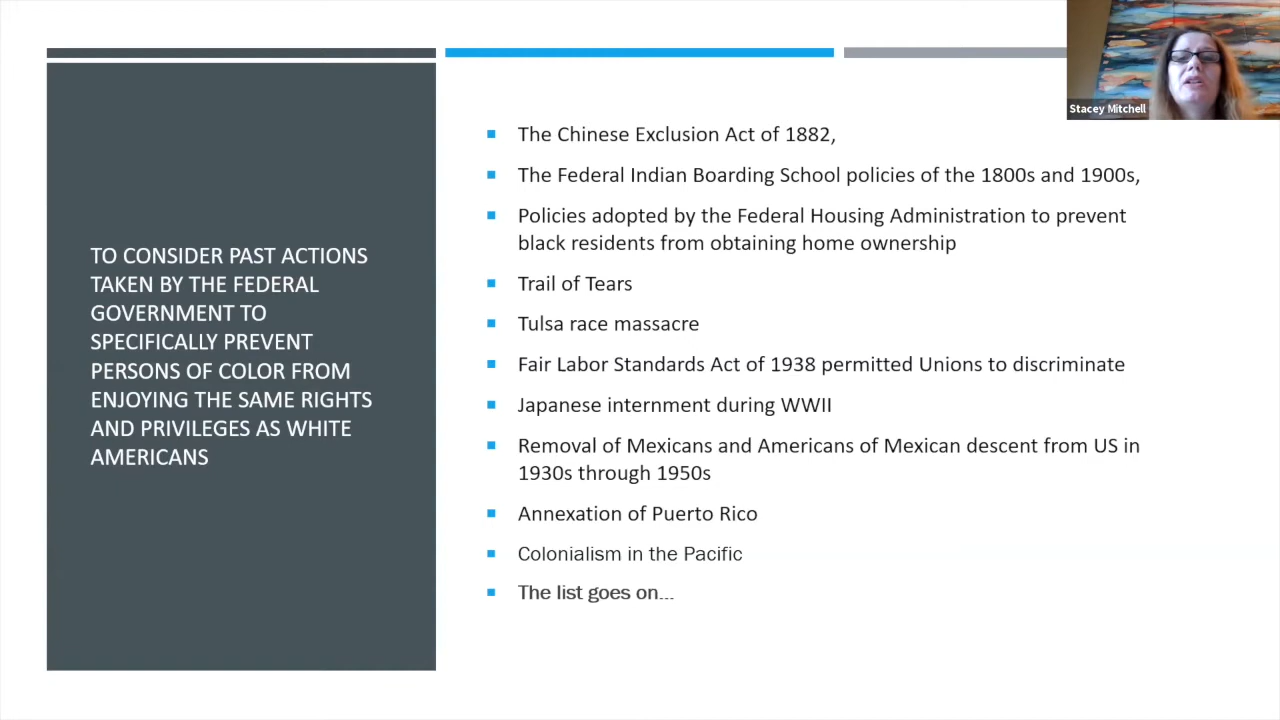 TO CONSIDER PAST ACTIONS
TAKEN BY THE FEDERAL
GOVERNMENT TO
SPECIFICALLY PREVENT
PERSONS OF COLOR FROM
ENJOYING THE SAME RIGHTS
AND PRIVILEGES AS WHITE
AMERICANS
The Chinese Exclusion Act of 1882,
The Federal Indian Boarding School policies of the 1800s and 1900s,
Policies adopted by the Federal Housing Administration to prevent
black residents from obtaining home ownership
Trail of Tears
Tulsa race massacre
Fair Labor Standards Act of 1938 permitted Unions to discriminate
Japanese internment during WWII
Removal of Mexicans and Americans of Mexican descent from US in
1930s through 1950s
Annexation of Puerto Rico
Colonialism in the Pacific
The list goes on...
Stacey Mitchell